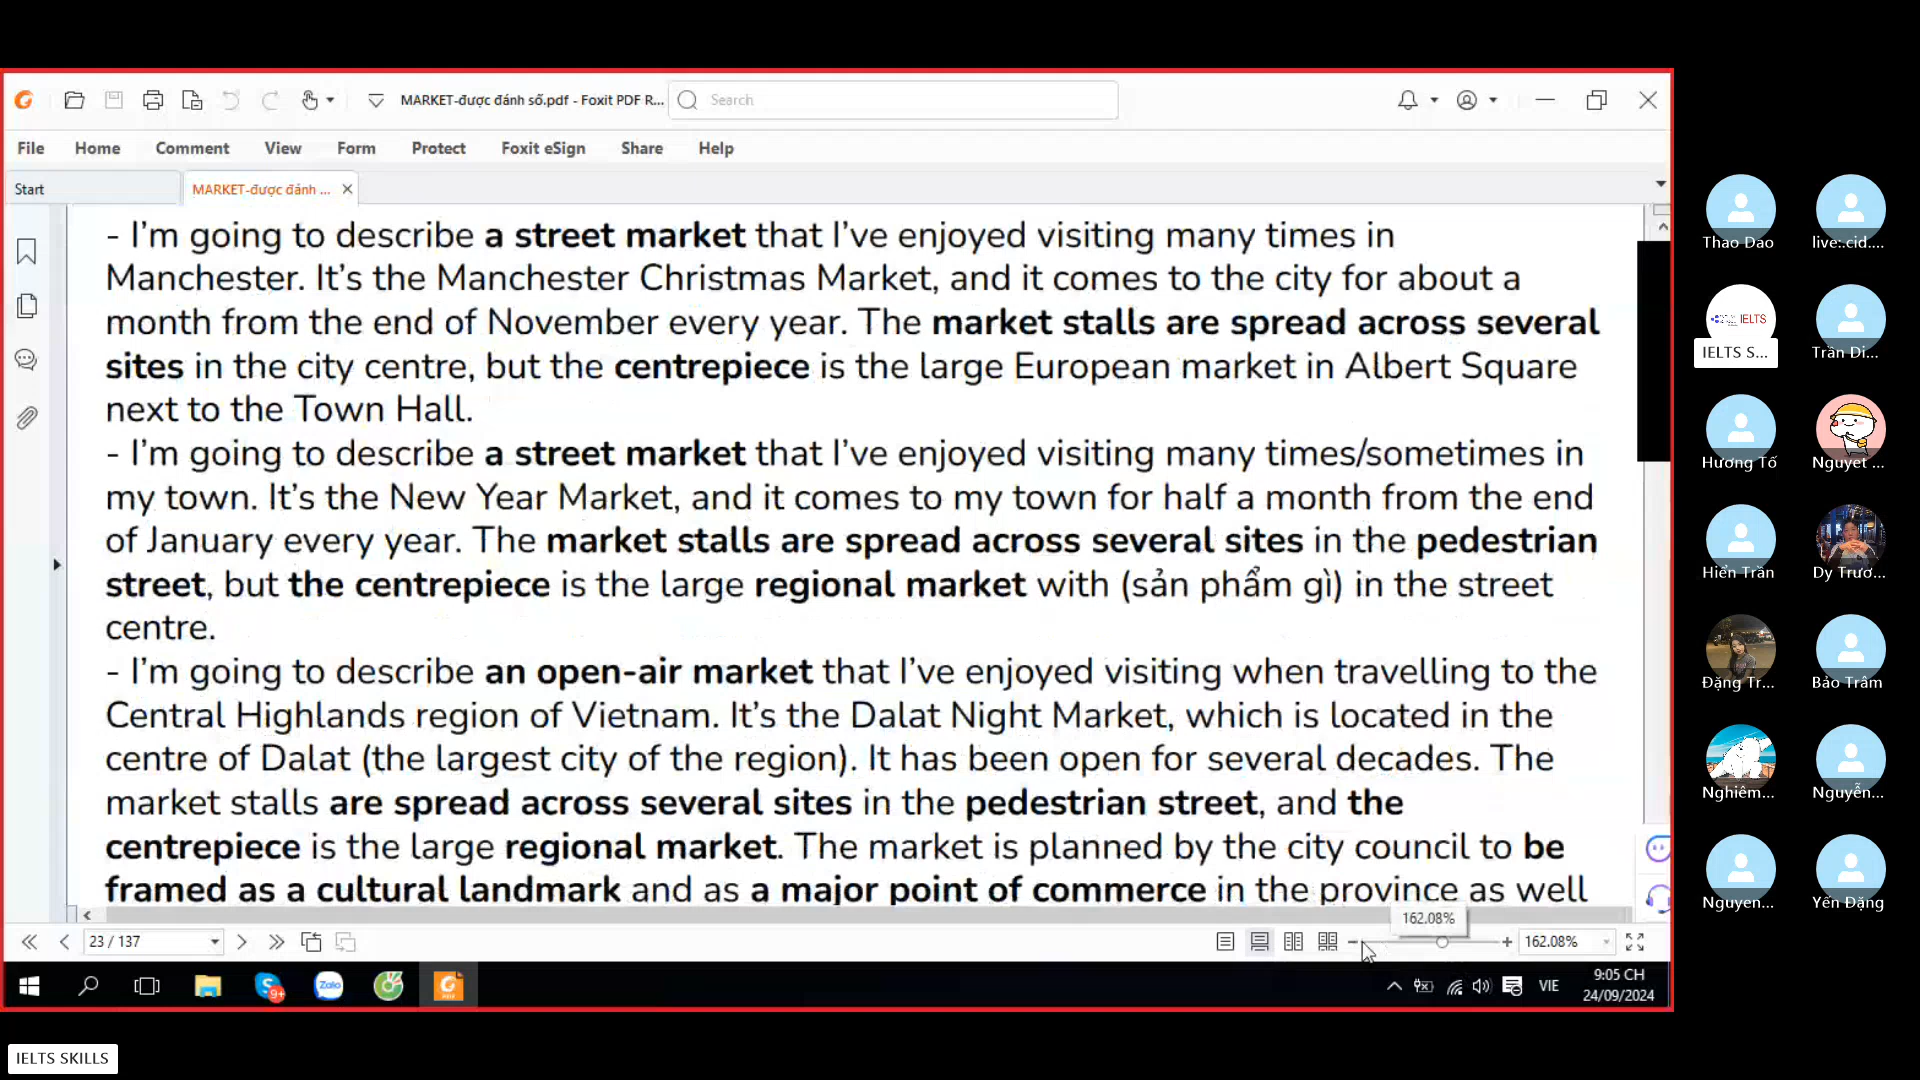 MARKET-được đánh số.pdf - Foxit PDF R...
Search
File Home Comment View Form Protect Foxit eSign Share Help
Start
MARKET-được đánh ...
- I'm going to describe a street market that I've enjoyed visiting many times in
Manchester. It's the Manchester Christmas Market, and it comes to the city for about a
month from the end of November every year. The market stalls are spread across several
sites in the city centre, but the centrepiece is the large European market in Albert Square
next to the Town Hall.
- I'm going to describe a street market that I've enjoyed visiting many times/sometimes in
my town. It's the New Year Market, and it comes to my town for half a month from the end
of January every year. The market stalls are spread across several sites in the pedestrian
street, but the centrepiece is the large regional market with (sản phẩm gì) in the street
centre.
- I'm going to describe an open-air market that I've enjoyed visiting when travelling to the
Central Highlands region of Vietnam. It's the Dalat Night Market, which is located in the
centre of Dalat (the largest city of the region). It has been open for several decades. The
market stalls are spread across several sites in the pedestrian street, and the
centrepiece is the large regional market. The market is planned by the city council to be
framed as a cultural landmark and as a major point of commerce in the province as well
162.08%
23 / 137
162.08%
9+
Zalo
VIE
9:05 CH
24/09/2024
Thao Dao
live:.cid....
IELTS
IELTS S...
Trần Di...
Hương Tố
Nguyet ...
Hiển Trần
Dy Trươ...
Đặng Tr...
Bảo Trâm
Nghiêm...
Nguyễn...
Nguyen...
Yến Đặng
IELTS SKILLS